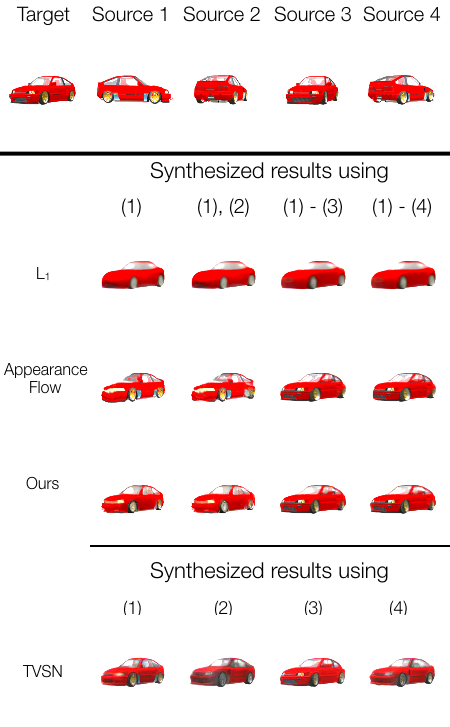 Target Source 1 Source 2 Source 3 Source 4
Synthesized results using
(1) (1), (2) (1) - (3) (1) - (4)
L₁
Appearance
Flow
Ours
Synthesized results using
(1) (2) (3) (4)
TVSN